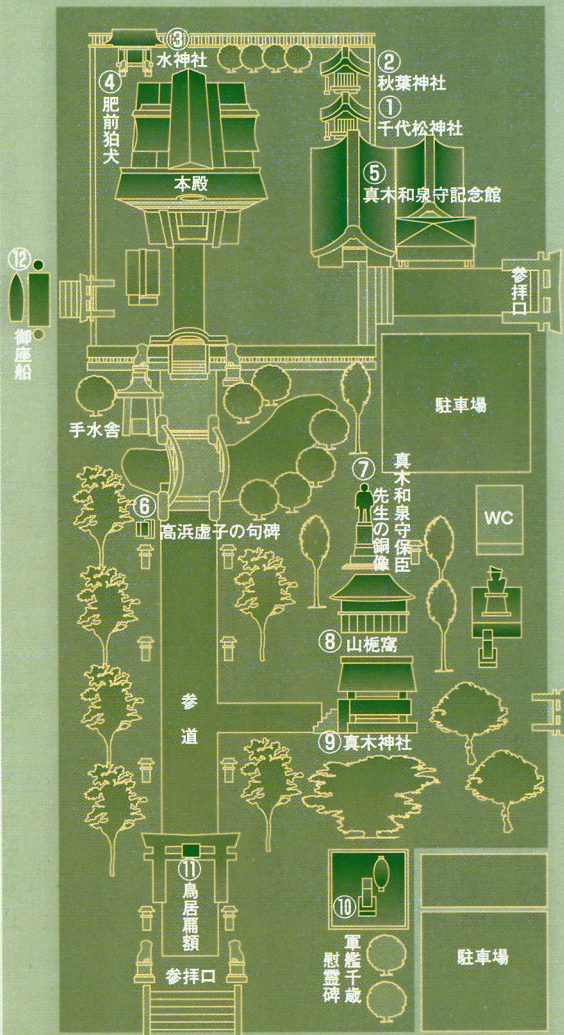 ③
水神社
②
秋葉神社
④
肥前狛犬
①
千代松神社
本殿
⑤
真木和泉守記念館
⑫
御座船
参拝口
駐車場
手水舎
⑦
真木和泉守保臣
先生の銅像
WC
⑥
高浜虚子の句碑
⑧ 山梔窩
参道
⑨ 真木神社
⑪
鳥居扁額
⑩
軍艦千歳
慰霊碑
参拝口
駐車場